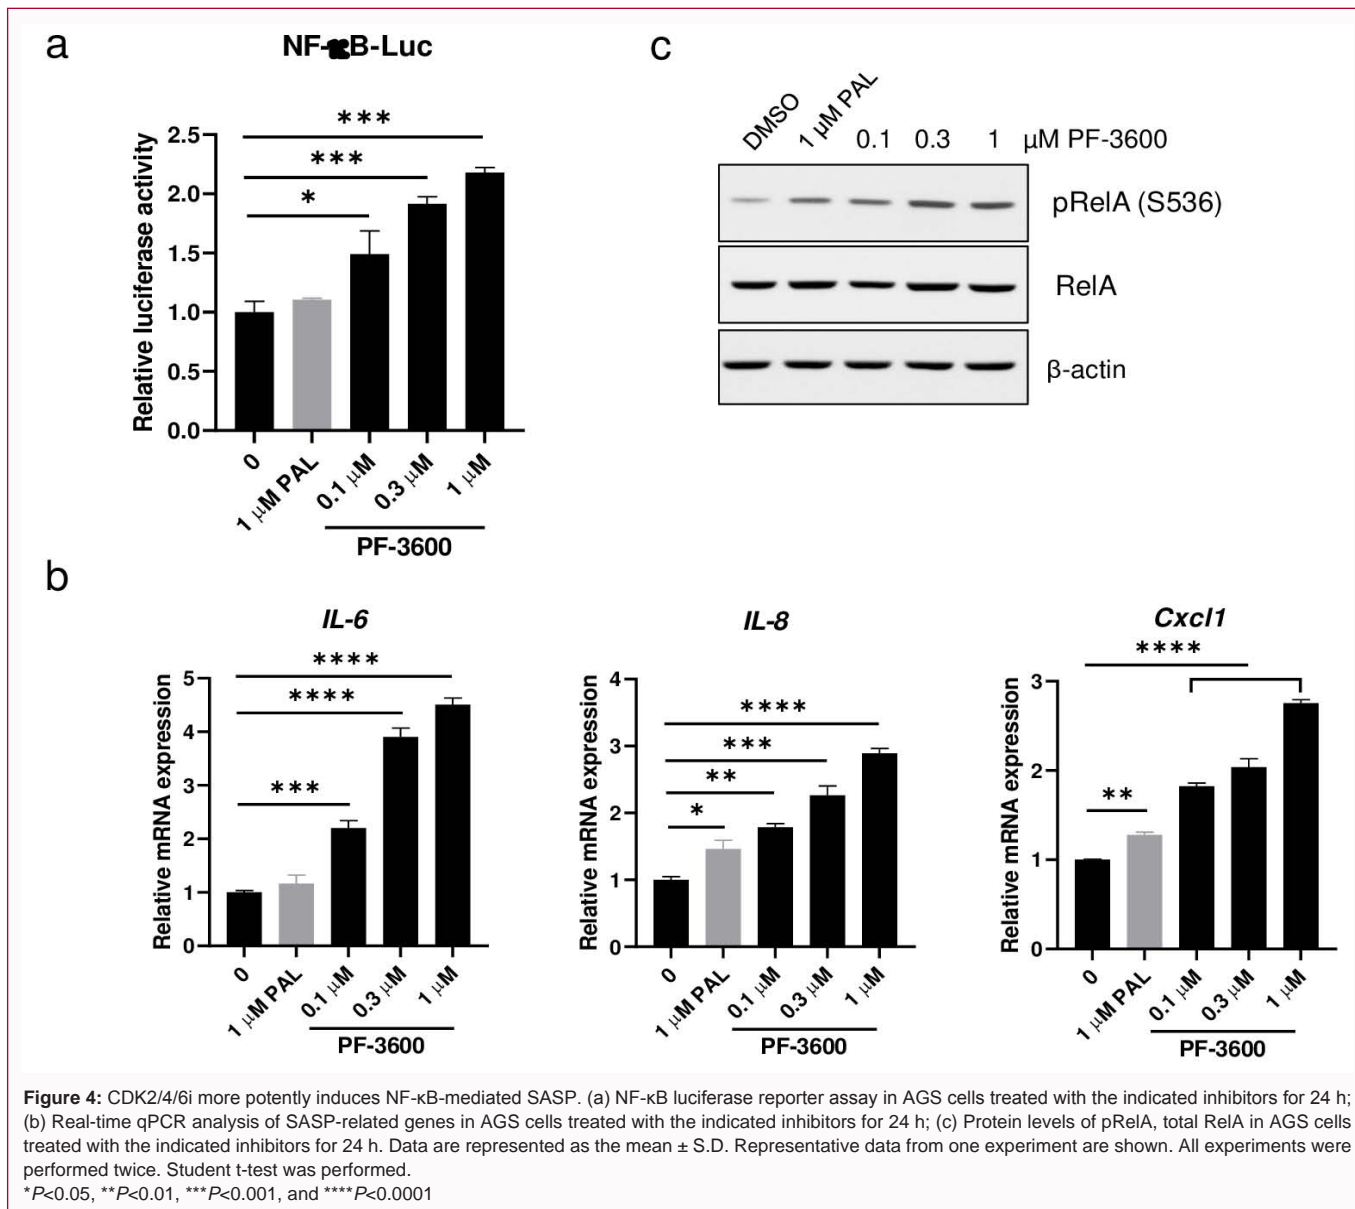 a
NF-κB-Luc
Relative luciferase activity
2.5
2.0
1.5
1.0
0.5
0.0
***
***
*
0
1 μM PAL
0.1 μM
0.3 μM
1 μM
PF-3600
c
DMSO
1 μM PAL
0.1 0.3 1 μM PF-3600
pRelA (S536)
RelA
β-actin
b
IL-6
Relative mRNA expression
5
4
3
2
1
0
****
****
***
0
1 μM PAL
0.1 μM
0.3 μM
1 μM
PF-3600
IL-8
Relative mRNA expression
4
3
2
1
0
****
***
**
*
0
1 μM PAL
0.1 μM
0.3 μM
1 μM
PF-3600
Cxcl1
Relative mRNA expression
3
2
1
0
****
**
0
1 μM PAL
0.1 μM
0.3 μM
1 μM
PF-3600
Figure 4: CDK2/4/6i more potently induces NF-κB-mediated SASP. (a) NF-κB luciferase reporter assay in AGS cells treated with the indicated inhibitors for 24 h;
(b) Real-time qPCR analysis of SASP-related genes in AGS cells treated with the indicated inhibitors for 24 h; (c) Protein levels of pRelA, total RelA in AGS cells
treated with the indicated inhibitors for 24 h. Data are represented as the mean ± S.D. Representative data from one experiment are shown. All experiments were
performed twice. Student t-test was performed.
*P<0.05, **P<0.01, ***P<0.001, and ****P<0.0001